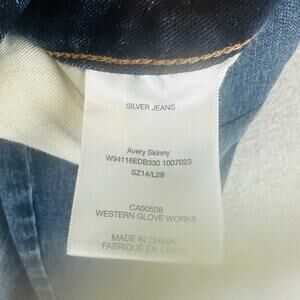 SILVER JEANS
Avery Skinny
W94116EDB330 1007023
SZ14/L29
CA00508
WESTERN GLOVE WORKS
MADE IN CHINA/
FABRIQUÉ EN CHINE